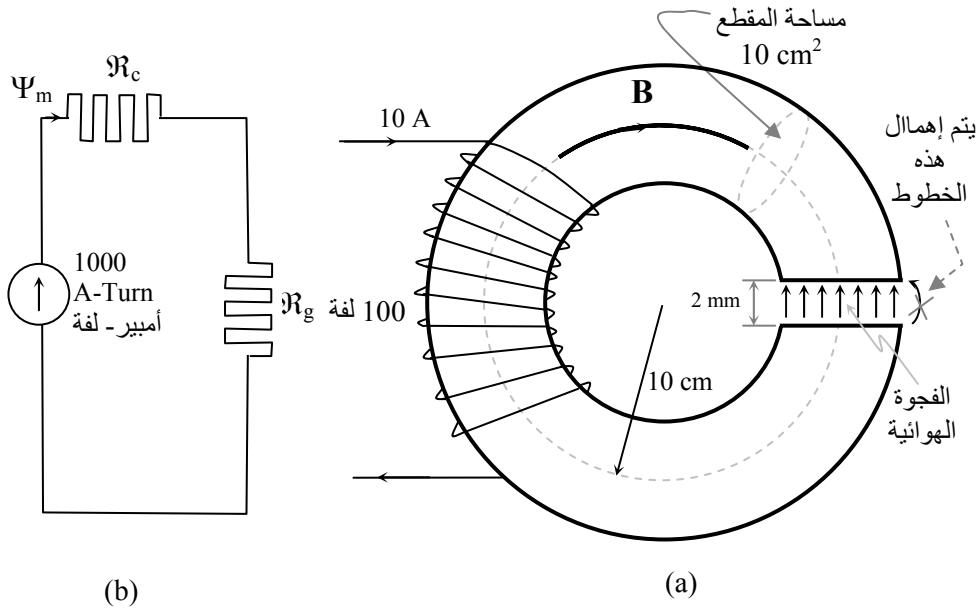 ℜc
Ψm
1000
A-Turn
أمبير- لفة
ℜg
(b)
مساحة المقطع
10 cm²
B
10 A
يتم إهماال
هذه
الخطوط
100 لفة
2 mm
10 cm
الفجوة
الهوائية
(a)